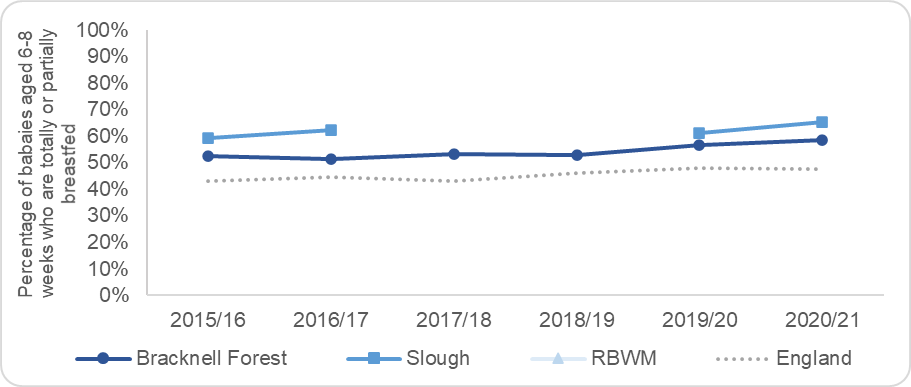 Percentage of babaies aged 6-8
weeks who are totally or partially
breastfed
100%
90%
80%
70%
60%
50%
40%
30%
20%
10%
0%
2015/16 2016/17 2017/18 2018/19 2019/20 2020/21
Bracknell Forest Slough RBWM England